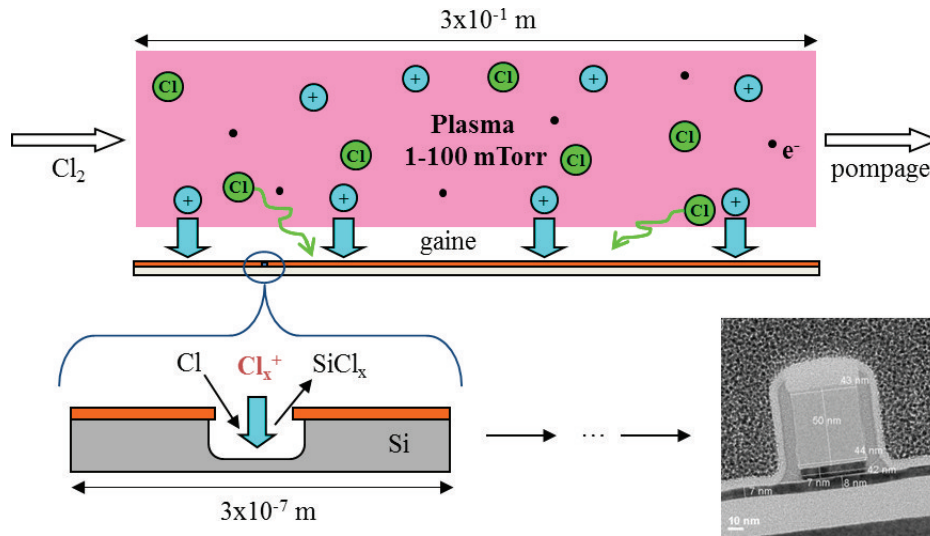 3x10⁻¹ m
Cl
+
+
Cl
+
+
Plasma
1-100 mTorr
Cl
Cl
Cl
e⁻
Cl₂
pompage
Cl
+
+
+
Cl
+
gaine
Cl
Clₓ⁺
SiClₓ
Si
...
3x10⁻⁷ m
43 nm
50 nm
44 nm
42 nm
7 nm
7 nm
8 nm
10 nm